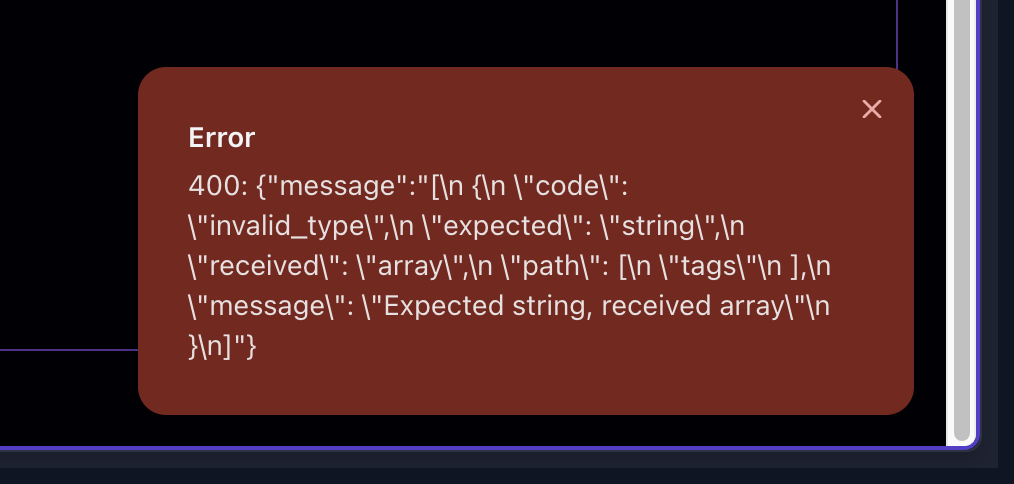 Error
400: {"message":"[\n {\n \"code\":
\"invalid_type\",\n \"expected\": \"string\",\n
\"received\": \"array\",\n \"path\": [\n \"tags\"\n ],\n
\"message\": \"Expected string, received array\"\n
}\n]"}